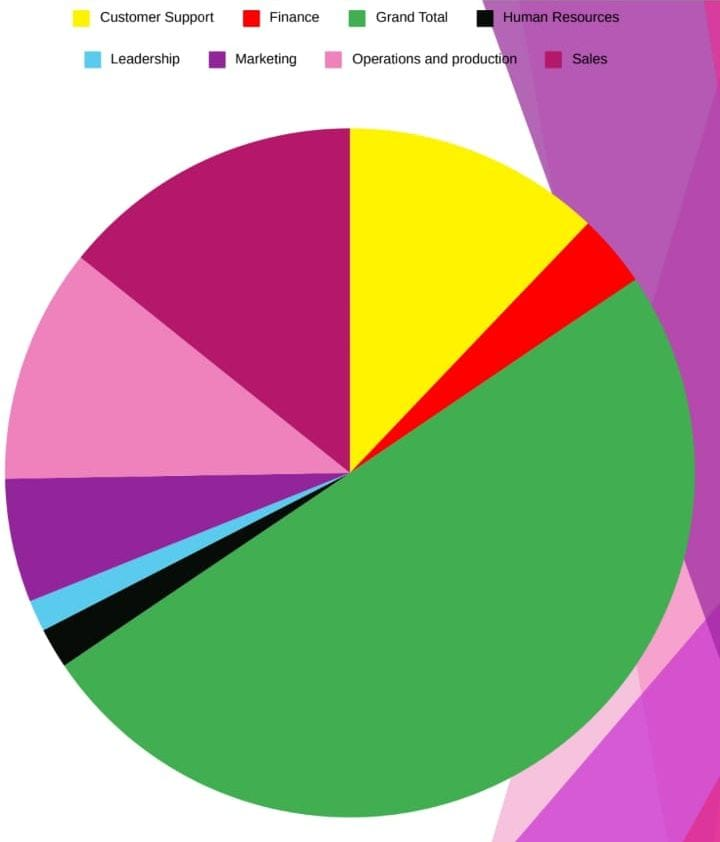 Customer Support Finance Grand Total Human Resources
Leadership Marketing Operations and production Sales